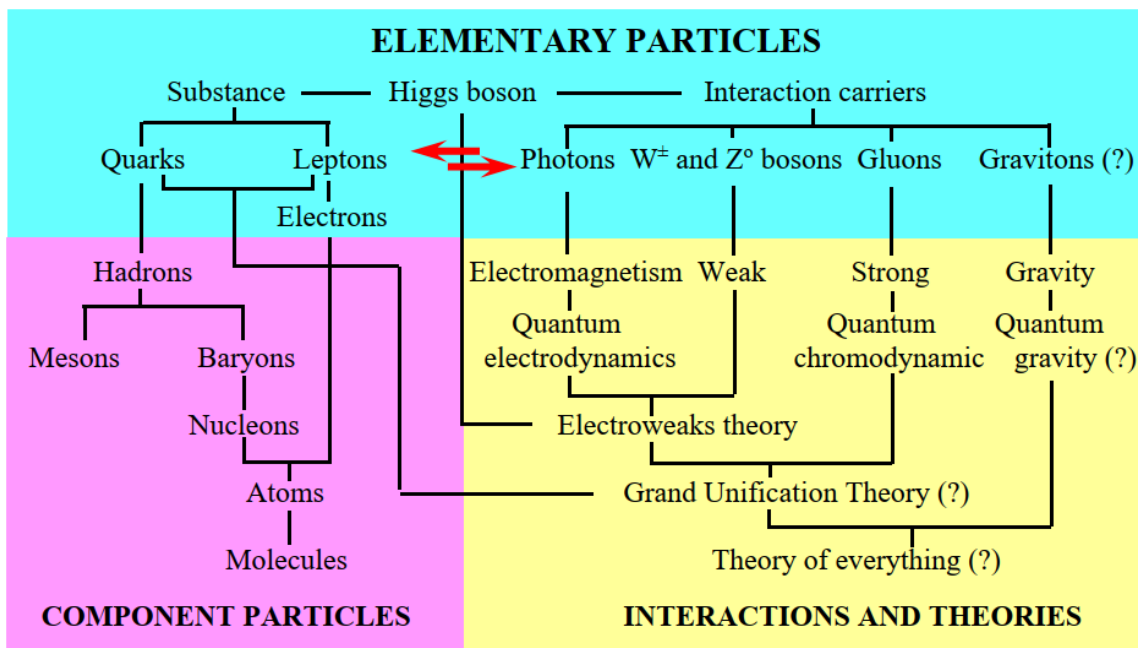 ELEMENTARY PARTICLES
Substance Higgs boson Interaction carriers
Quarks Leptons Photons W± and Z° bosons Gluons Gravitons (?)
Electrons
Hadrons Electromagnetism Weak Strong Gravity
Quantum Quantum Quantum
Mesons Baryons electrodynamics chromodynamic gravity (?)
Nucleons Electroweaks theory
Atoms Grand Unification Theory (?)
Molecules Theory of everything (?)
COMPONENT PARTICLES INTERACTIONS AND THEORIES